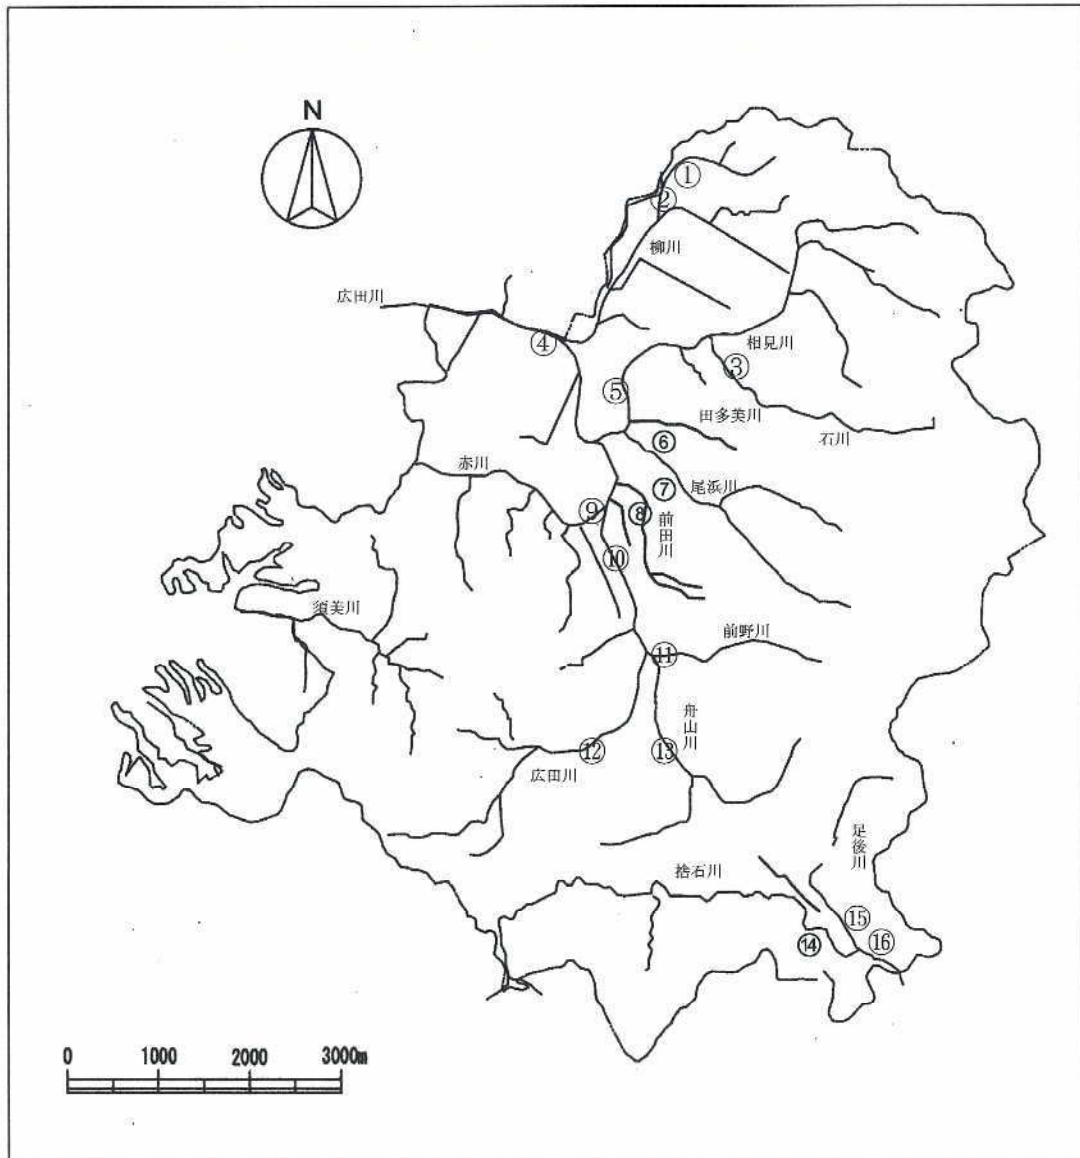 N
①
②
柳川
広田川
④
相見川
③
⑤
田多美川
石川
⑥
赤川
⑦
尾浜川
⑨
⑧
前田川
⑩
須美川
前野川
⑪
舟山川
⑫
⑬
広田川
足後川
捨石川
⑮
⑭
⑯
0 1000 2000 3000m